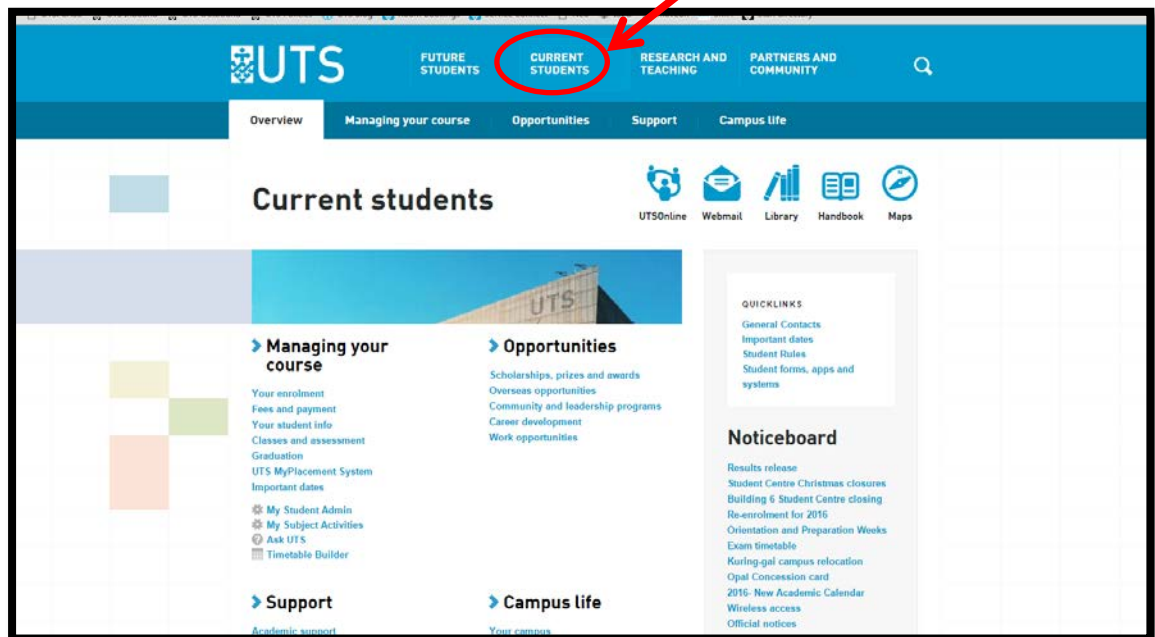 UTS
FUTURE
STUDENTS
CURRENT
STUDENTS
RESEARCH AND
TEACHING
PARTNERS AND
COMMUNITY
Overview
Managing your course
Opportunities
Support
Campus life
Current students
UTSOnline
Webmail
Library
Handbook
Maps
UTS
Managing your
course
Your enrolment
Fees and payment
Your student info
Classes and assessment
Graduation
UTS MyPlacement System
Important dates
My Student Admin
My Subject Activities
Ask UTS
Timetable Builder
Opportunities
Scholarships, prizes and awards
Overseas opportunities
Community and leadership programs
Career development
Work opportunities
QUICKLINKS
General Contacts
Important dates
Student Rules
Student forms, apps and
systems
Noticeboard
Results release
Student Centre Christmas closures
Building 6 Student Centre closing
Re-enrolment for 2016
Orientation and Preparation Weeks
Exam timetable
Kuring-gai campus relocation
Opal Concession card
2016- New Academic Calendar
Wireless access
Official notices
Support
Academic support
Campus life
Your campus